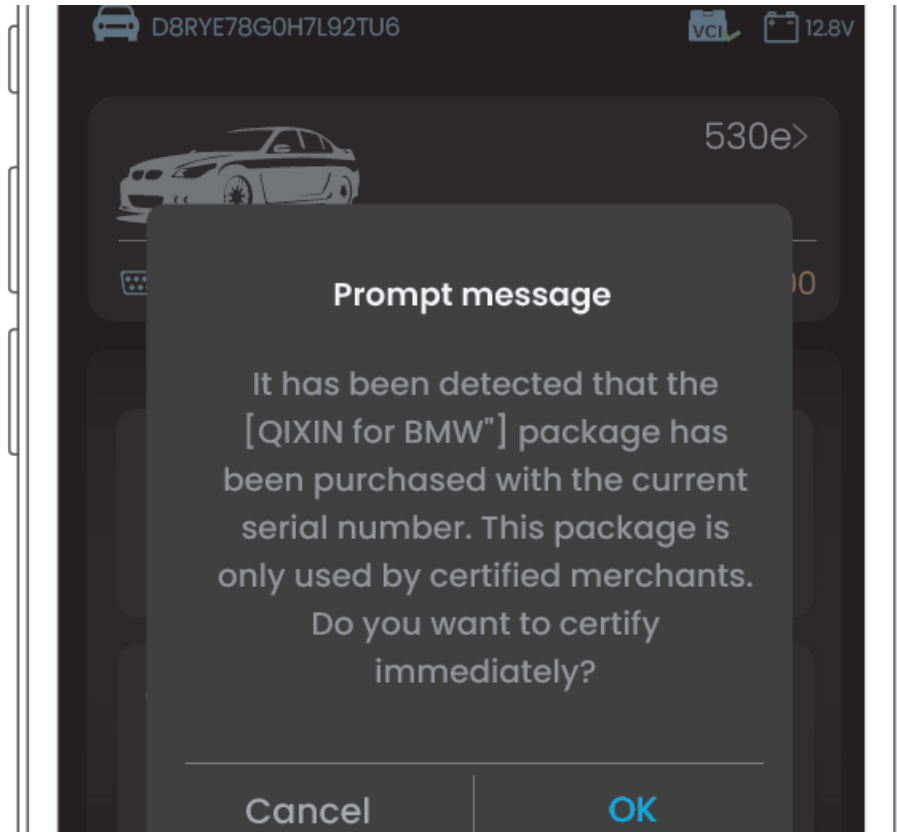 D8RYE78G0H7L92TU6
VCI
12.8V
530e>
Prompt message
It has been detected that the
[QIXIN for BMW"] package has
been purchased with the current
serial number. This package is
only used by certified merchants.
Do you want to certify
immediately?
Cancel
OK